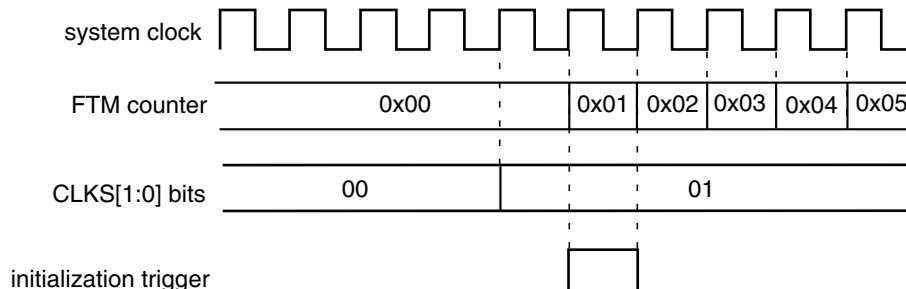 system clock
FTM counter 0x00 0x01 0x02 0x03 0x04 0x05
CLKS[1:0] bits 00 01
initialization trigger